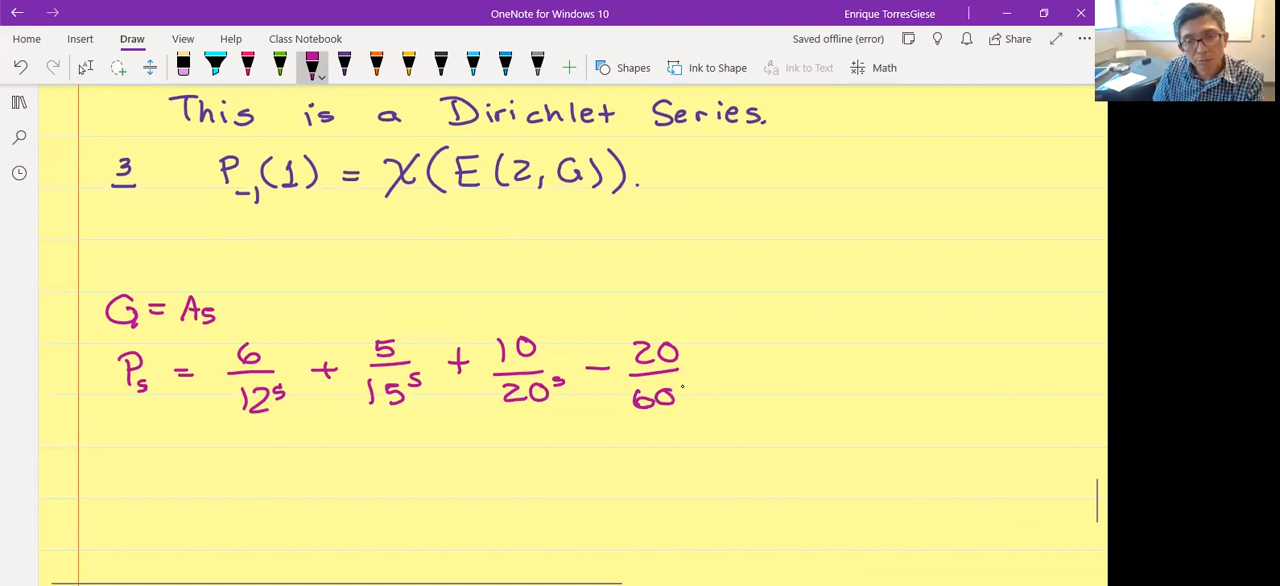 OneNote for Windows 10
Enrique TorresGiese
Home Insert Draw View Help Class Notebook
Saved offline (error) Share
Shapes Ink to Shape Ink to Text Math
This is a Dirichlet Series.
3 P_{-1}(1) = χ(E(2, G)).
G = A_5
P_s = 6/12^s + 5/15^s + 10/20^s - 20/60